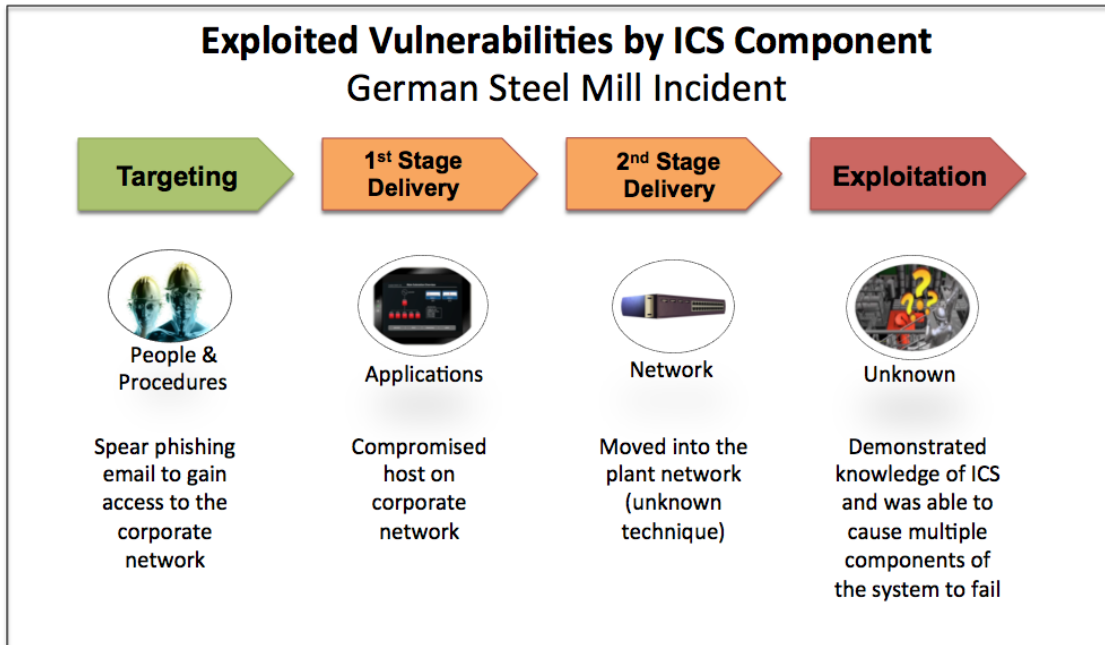 Exploited Vulnerabilities by ICS Component
German Steel Mill Incident
Targeting
1st Stage
Delivery
2nd Stage
Delivery
Exploitation
People &
Procedures
Applications
Network
Unknown
Spear phishing
email to gain
access to the
corporate
network
Compromised
host on
corporate
network
Moved into the
plant network
(unknown
technique)
Demonstrated
knowledge of ICS
and was able to
cause multiple
components of
the system to fail